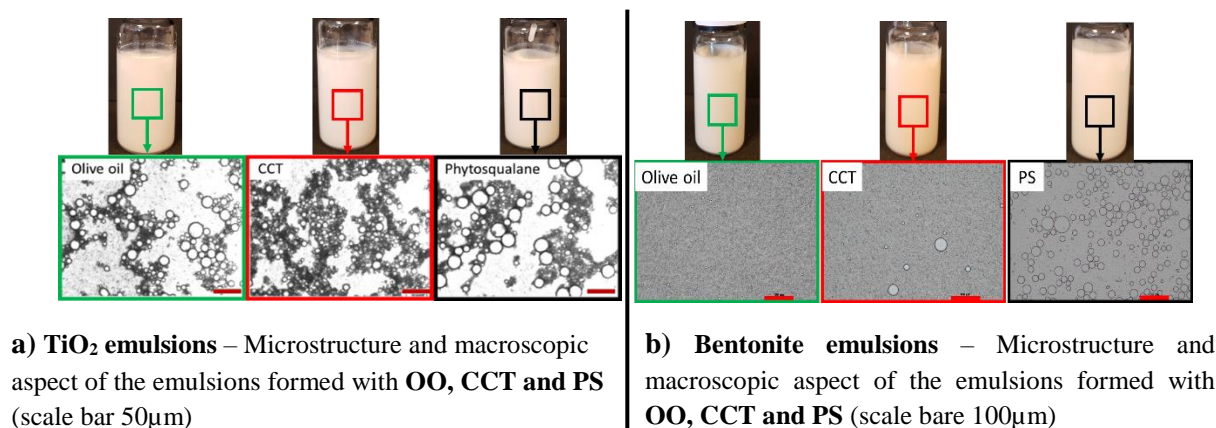 Olive oil
CCT
Phytosqualane
Olive oil
CCT
PS
a) TiO₂ emulsions – Microstructure and macroscopic
aspect of the emulsions formed with OO, CCT and PS
(scale bar 50µm)
b) Bentonite emulsions – Microstructure and
macroscopic aspect of the emulsions formed with
OO, CCT and PS (scale bare 100µm)